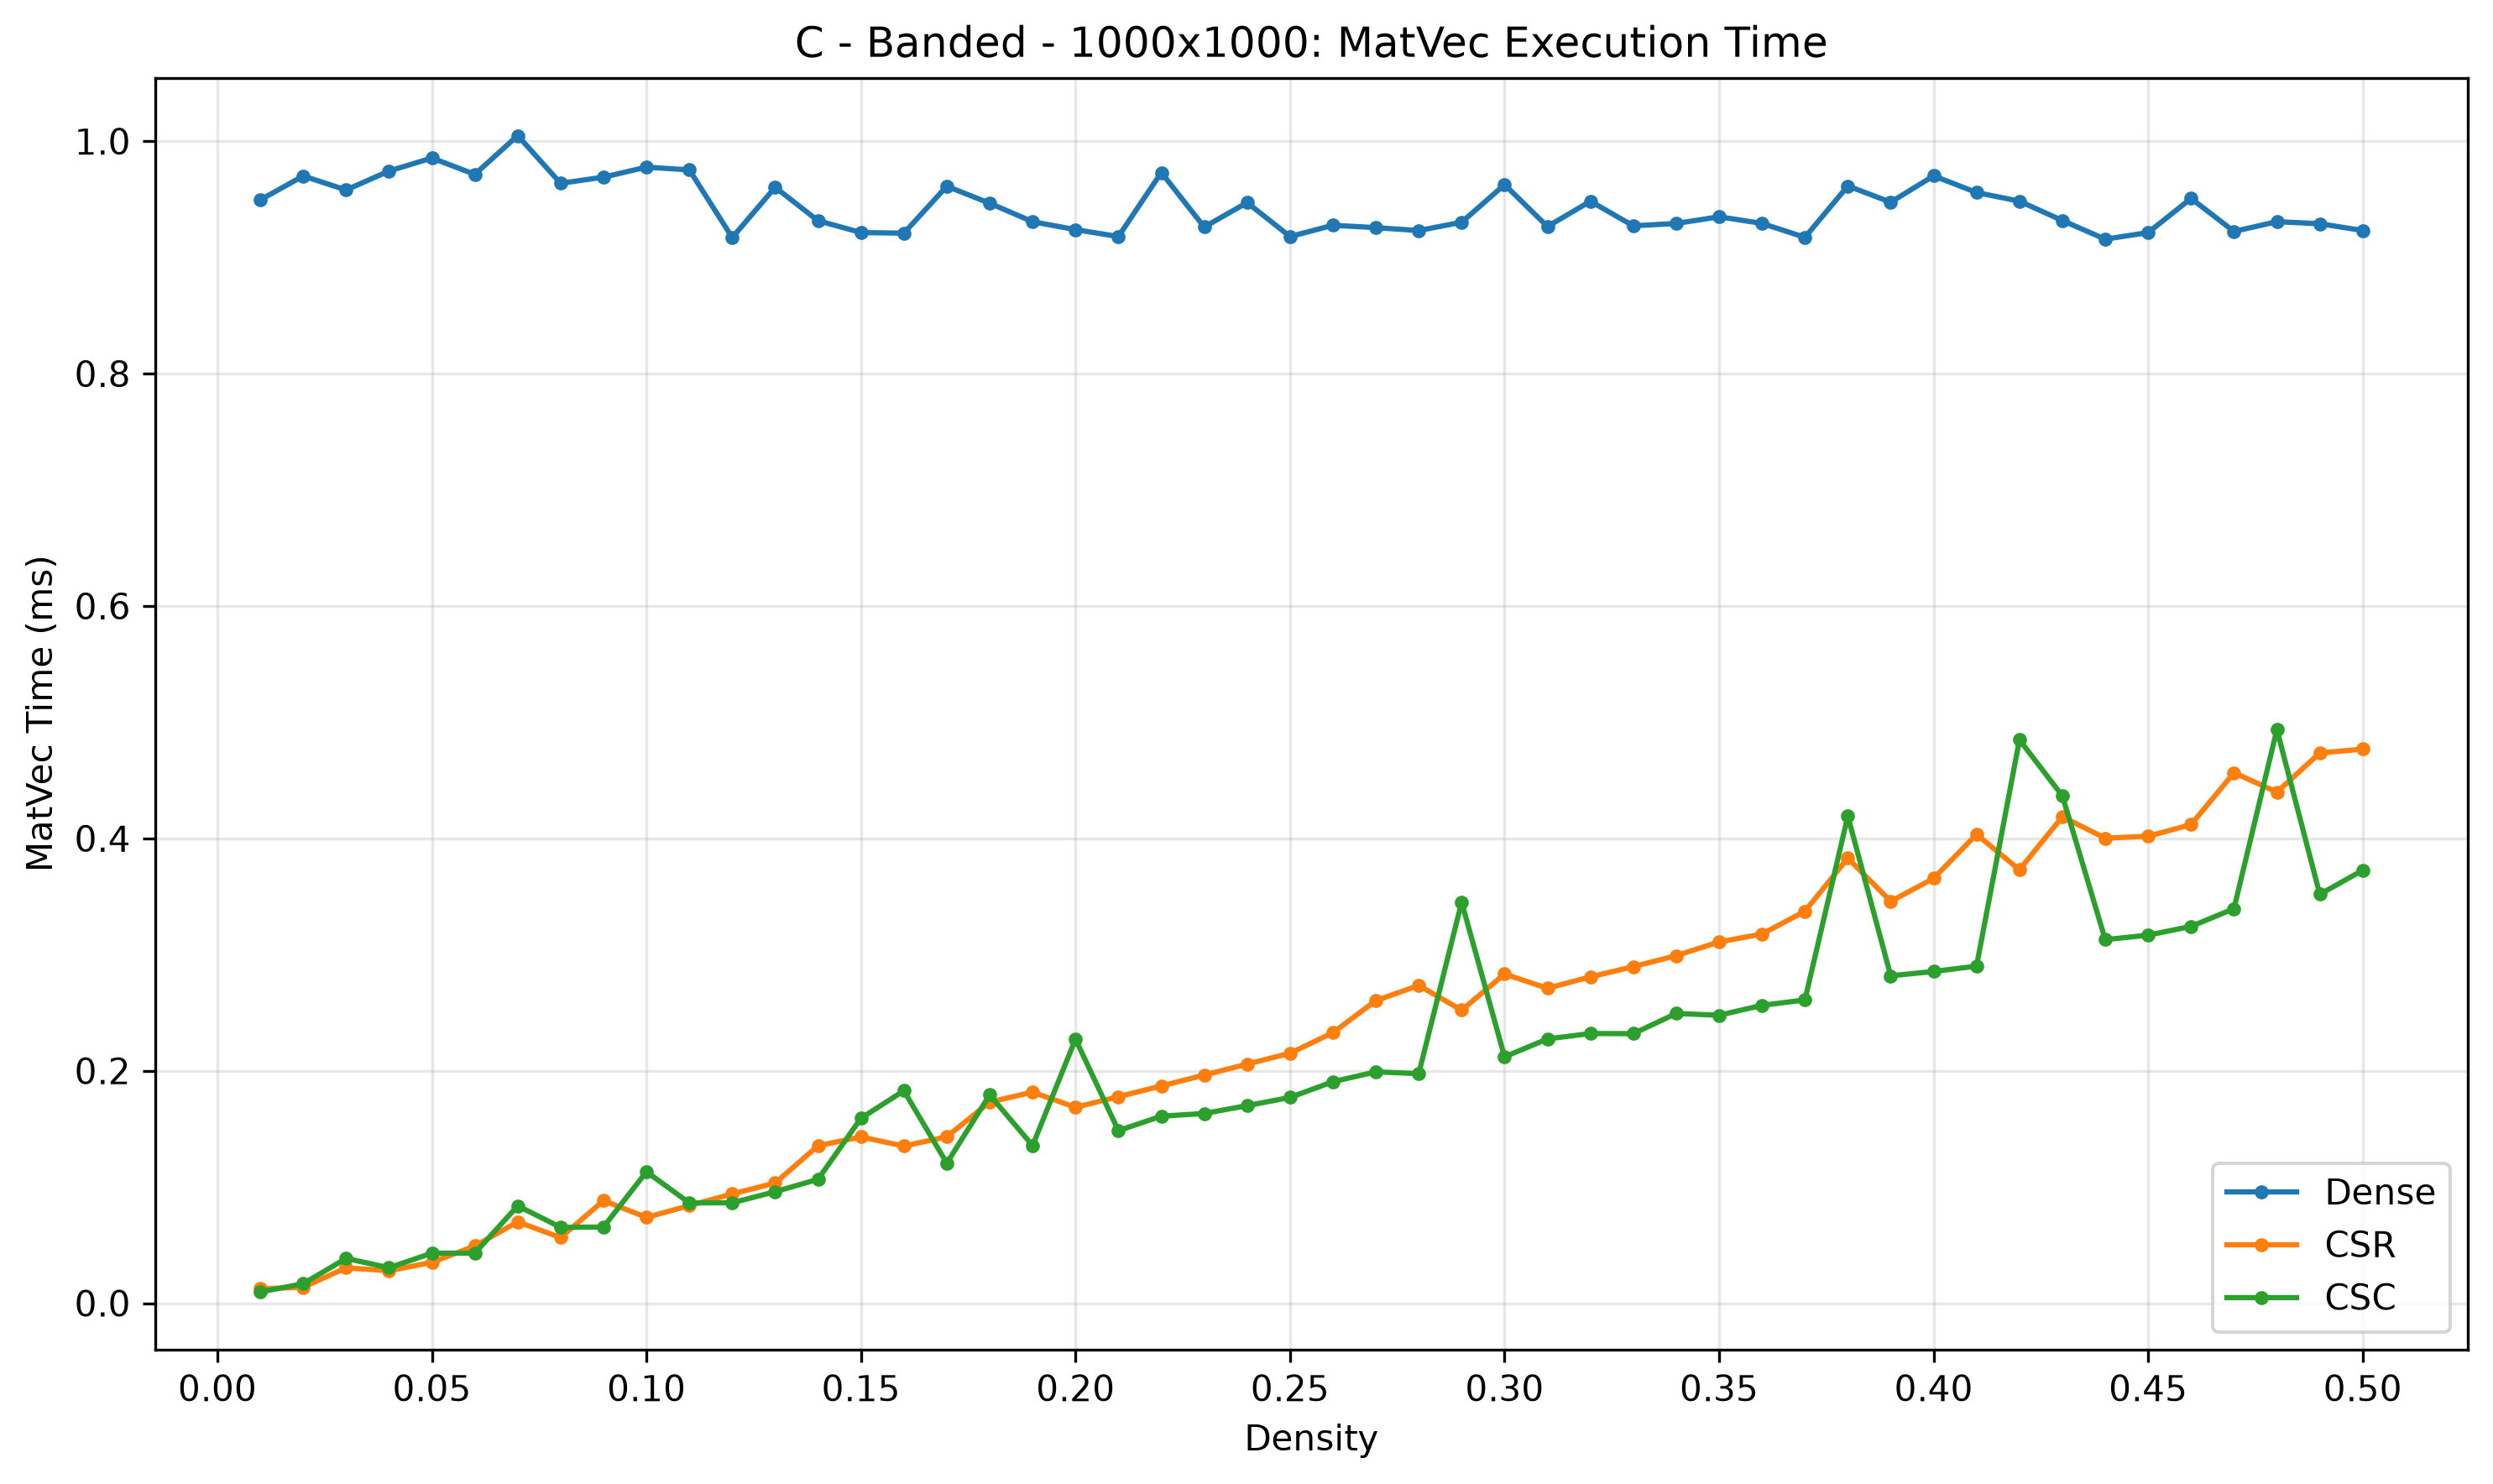 C - Banded - 1000x1000: MatVec Execution Time
MatVec Time (ms)
1.0
0.8
0.6
0.4
0.2
0.0
0.00 0.05 0.10 0.15 0.20 0.25 0.30 0.35 0.40 0.45 0.50
Density
Dense
CSR
CSC